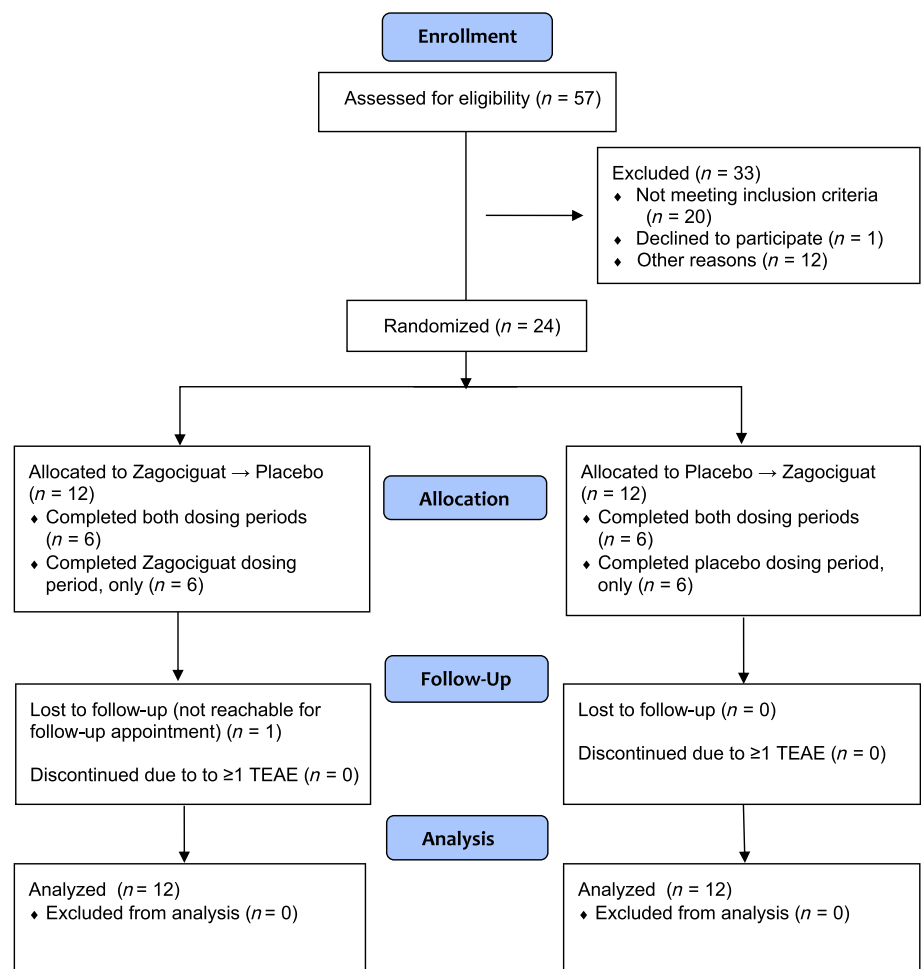 Enrollment
Assessed for eligibility (n = 57)
Excluded (n = 33)
♦ Not meeting inclusion criteria
(n = 20)
♦ Declined to participate (n = 1)
♦ Other reasons (n = 12)
Randomized (n = 24)
Allocated to Zagociguat → Placebo
(n = 12)
♦ Completed both dosing periods
(n = 6)
♦ Completed Zagociguat dosing
period, only (n = 6)
Allocation
Allocated to Placebo → Zagociguat
(n = 12)
♦ Completed both dosing periods
(n = 6)
♦ Completed placebo dosing period,
only (n = 6)
Follow-Up
Lost to follow-up (not reachable for
follow-up appointment) (n = 1)
Discontinued due to to ≥1 TEAE (n = 0)
Lost to follow-up (n = 0)
Discontinued due to ≥1 TEAE (n = 0)
Analysis
Analyzed (n = 12)
♦ Excluded from analysis (n = 0)
Analyzed (n = 12)
♦ Excluded from analysis (n = 0)